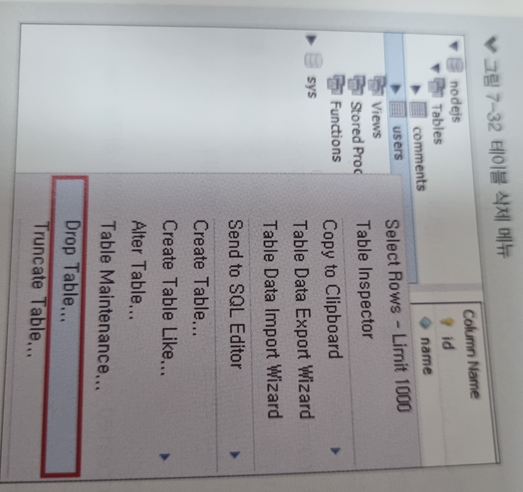 그림 7-32 테이블 삭제 메뉴
nodejs
Tables
comments
users
Views
Stored Proc
Functions
sys
Column Name
id
name
Select Rows - Limit 1000
Table Inspector
Copy to Clipboard
Table Data Export Wizard
Table Data Import Wizard
Send to SQL Editor
Create Table...
Create Table Like...
Alter Table...
Table Maintenance...
Drop Table...
Truncate Table...